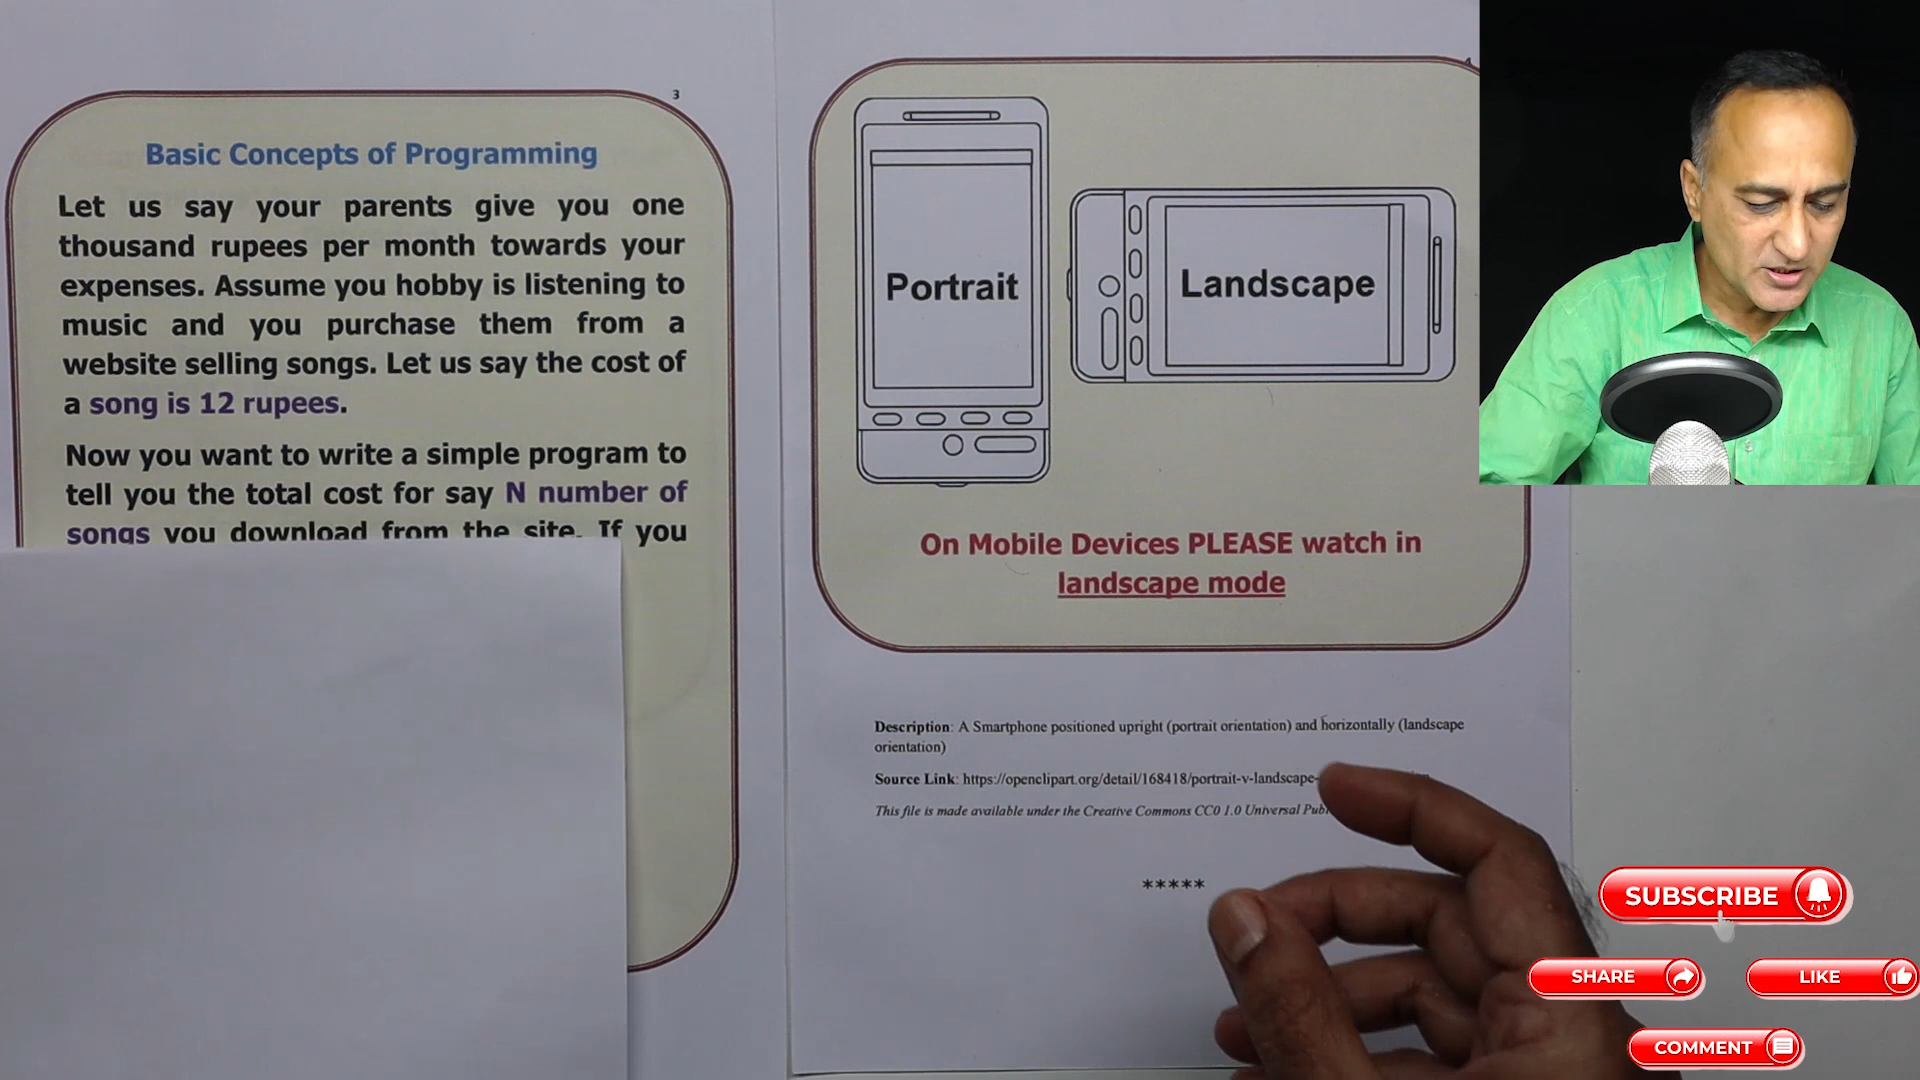 3
Basic Concepts of Programming
Let us say your parents give you one
thousand rupees per month towards your
expenses. Assume you hobby is listening to
music and you purchase them from a
website selling songs. Let us say the cost of
a song is 12 rupees.
Now you want to write a simple program to
tell you the total cost for say N number of
songs you download from the site. If you
Portrait
Landscape
On Mobile Devices PLEASE watch in
landscape mode
Description: A Smartphone positioned upright (portrait orientation) and horizontally (landscape
orientation)
Source Link: https://openclipart.org/detail/168418/portrait-v-landscape-
This file is made available under the Creative Commons CC0 1.0 Universal
*****
SUBSCRIBE
SHARE
LIKE
COMMENT